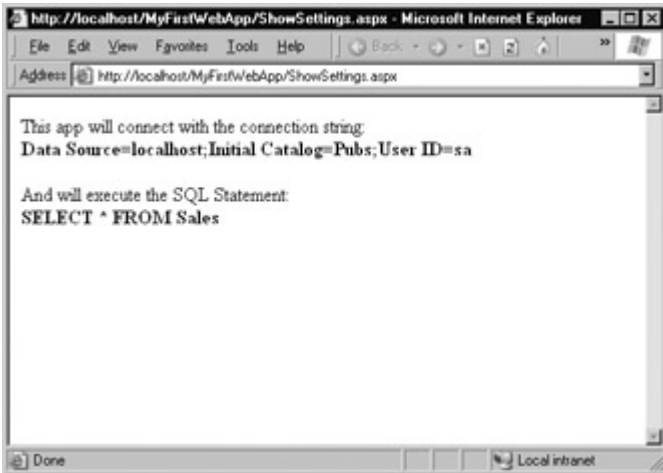 http://localhost/MyFirstWebApp/ShowSettings.aspx - Microsoft Internet Explorer
File Edit View Favorites Tools Help Back »
Address http://localhost/MyFirstWebApp/ShowSettings.aspx
This app will connect with the connection string:
Data Source=localhost;Initial Catalog=Pubs;User ID=sa
And will execute the SQL Statement:
SELECT * FROM Sales
Done Local intranet